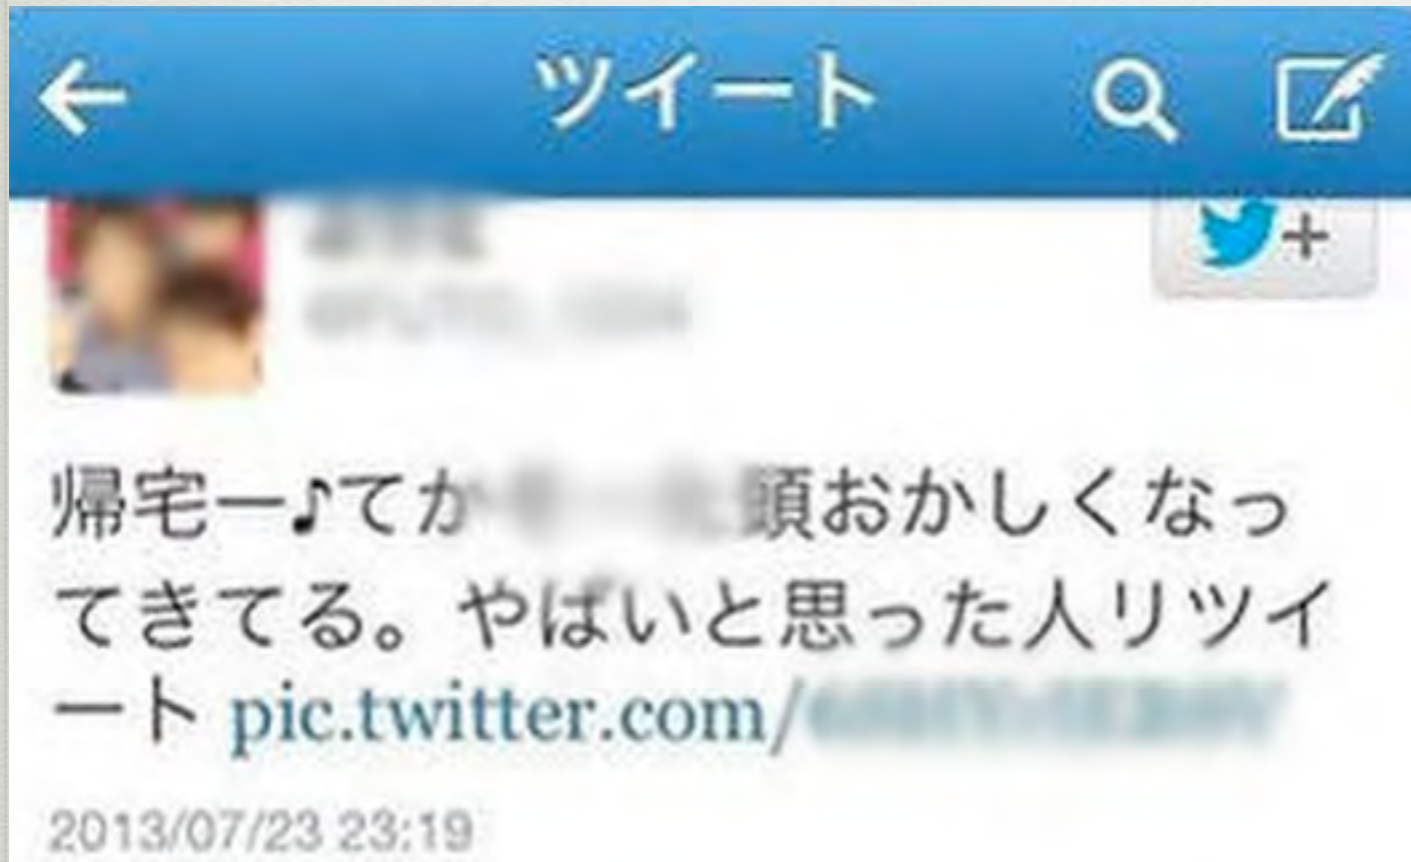 ツイート
帰宅ー♪てか 頭おかしくなっ
てきてる。やばいと思った人リツイ
ート pic.twitter.com/
2013/07/23 23:19